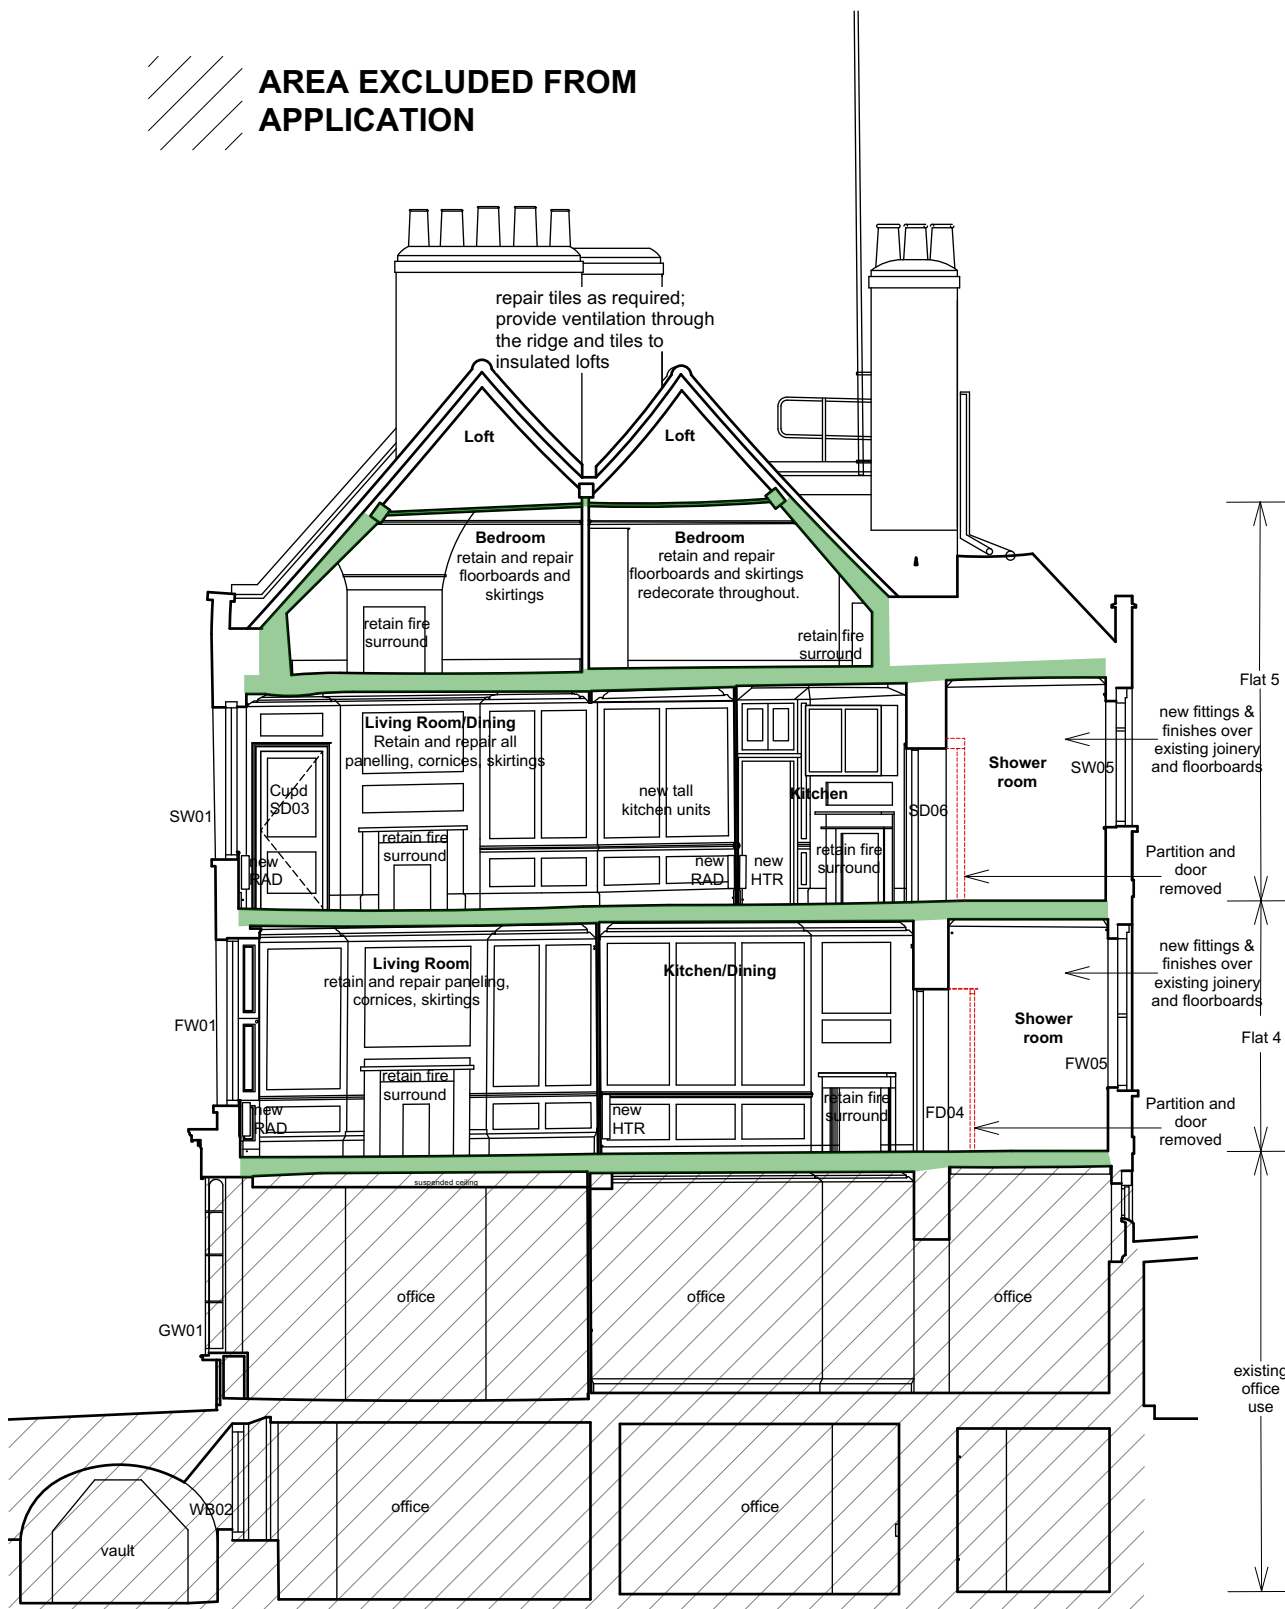 AREA EXCLUDED FROM
APPLICATION
repair tiles as required;
provide ventilation through
the ridge and tiles to
insulated lofts
Loft
Loft
Bedroom
retain and repair
floorboards and
skirtings
Bedroom
retain and repair
floorboards and skirtings
redecorate throughout.
retain fire
surround
retain fire
surround
Flat 5
Living Room/Dining
Retain and repair all
panelling, cornices, skirtings
Cupd
SD03
new tall
kitchen units
Kitchen
SD06
Shower
room
SW05
new fittings &
finishes over
existing joinery
and floorboards
SW01
new
RAD
retain fire
surround
new
RAD
new
HTR
retain fire
surround
Partition and
door
removed
Living Room
retain and repair paneling,
cornices, skirtings
Kitchen/Dining
new fittings &
finishes over
existing joinery
and floorboards
Shower
room
FW01
FW05
Flat 4
retain fire
surround
new
RAD
new
HTR
retain fire
surround
FD04
Partition and
door
removed
suspended ceiling
office
office
office
GW01
existing
office
use
WB02
office
office
vault